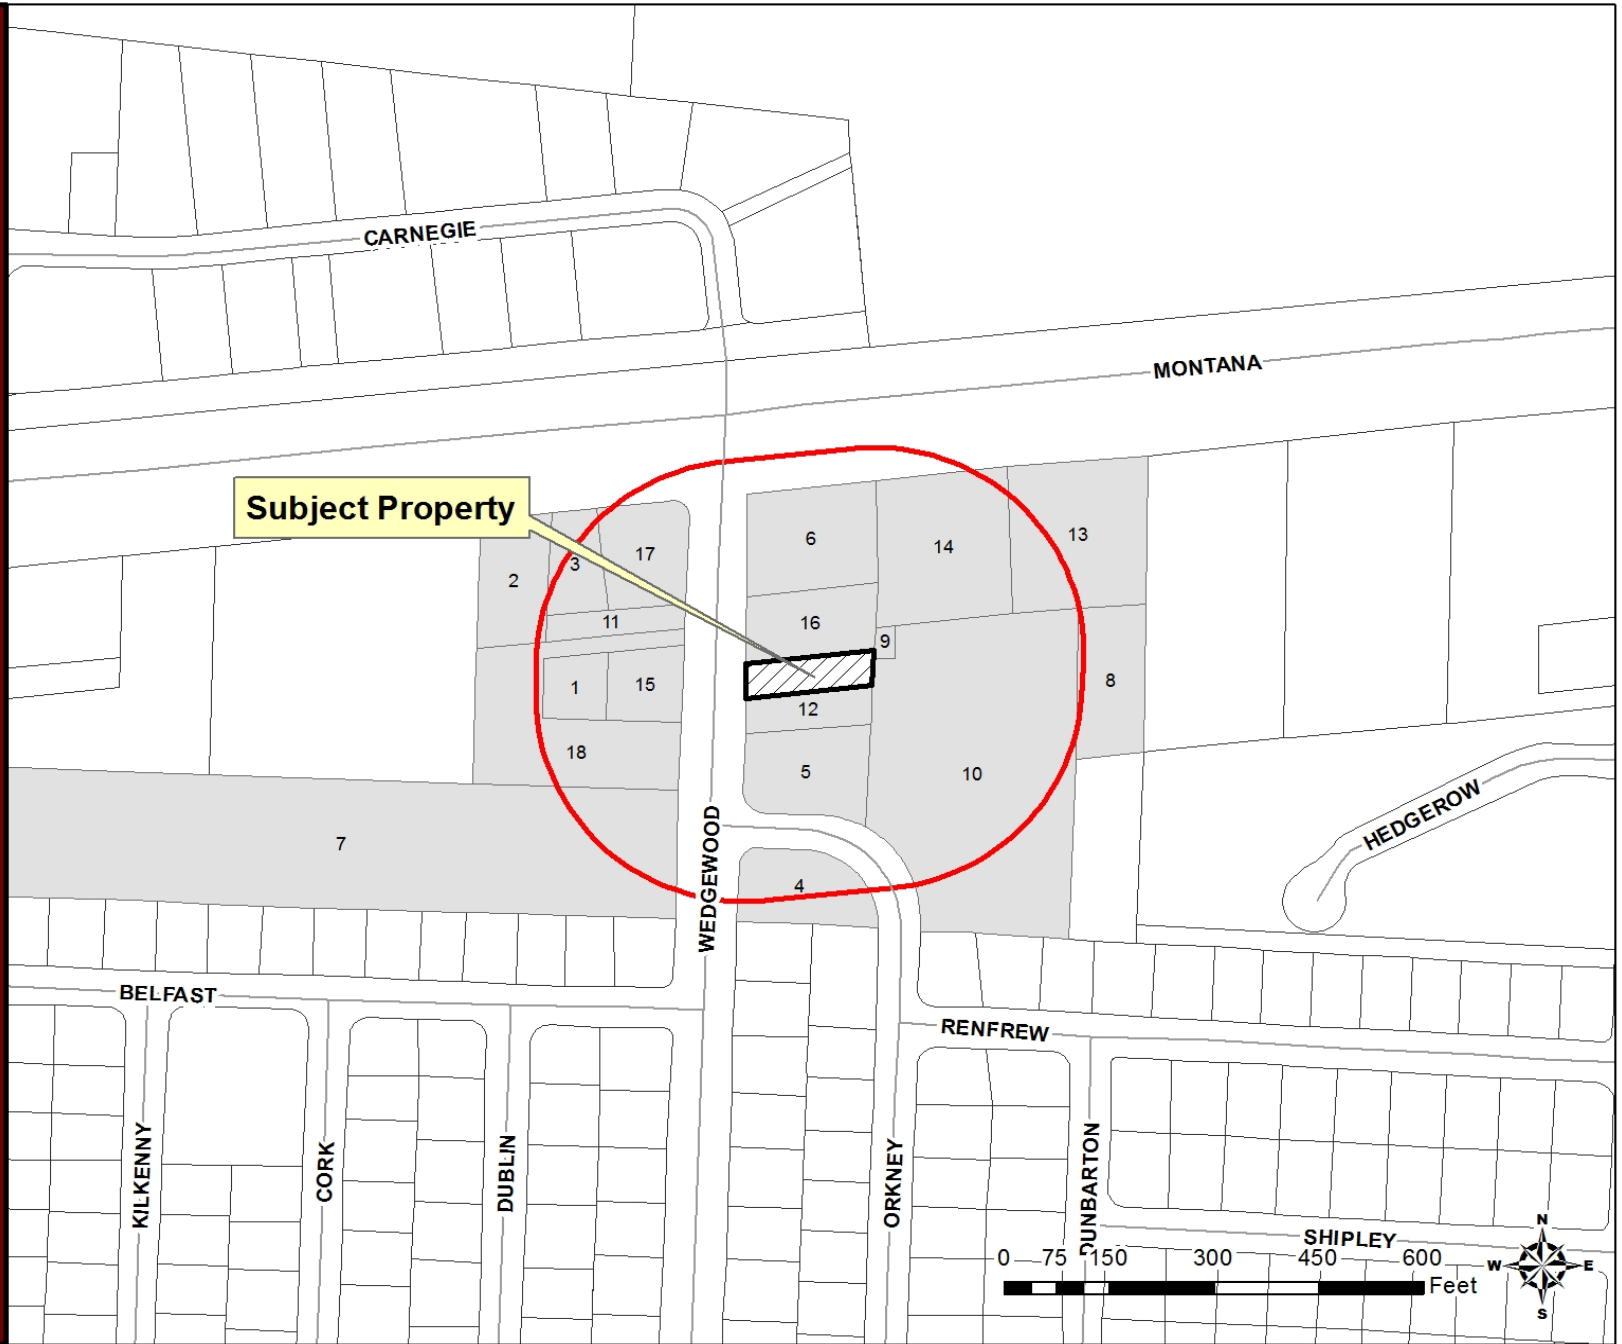 CARNEGIE
MONTANA
Subject Property
6
14
13
17
3
2
11
16
9
1
15
8
12
18
5
10
7
4
HEDGEROW
WEDGEWOOD
BELFAST
RENFREW
KILKENNY
CORK
DUBLIN
ORKNEY
DUNBARTON
SHIPLEY
N
W
E
S
0 75 150 300 450 600
Feet